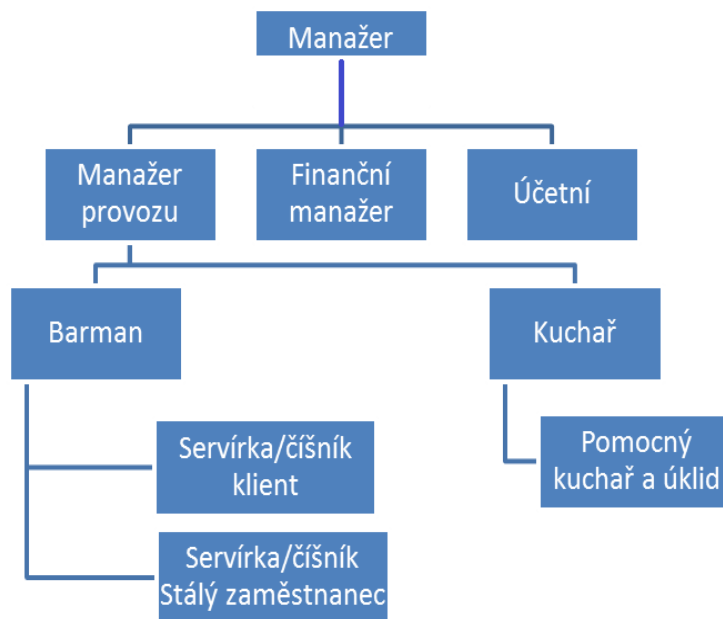 Manažer
Manažer
provozu
Finanční
manažer
Účetní
Barman
Kuchař
Servírka/číšník
klient
Pomocný
kuchař a úklid
Servírka/číšník
Stálý zaměstnanec